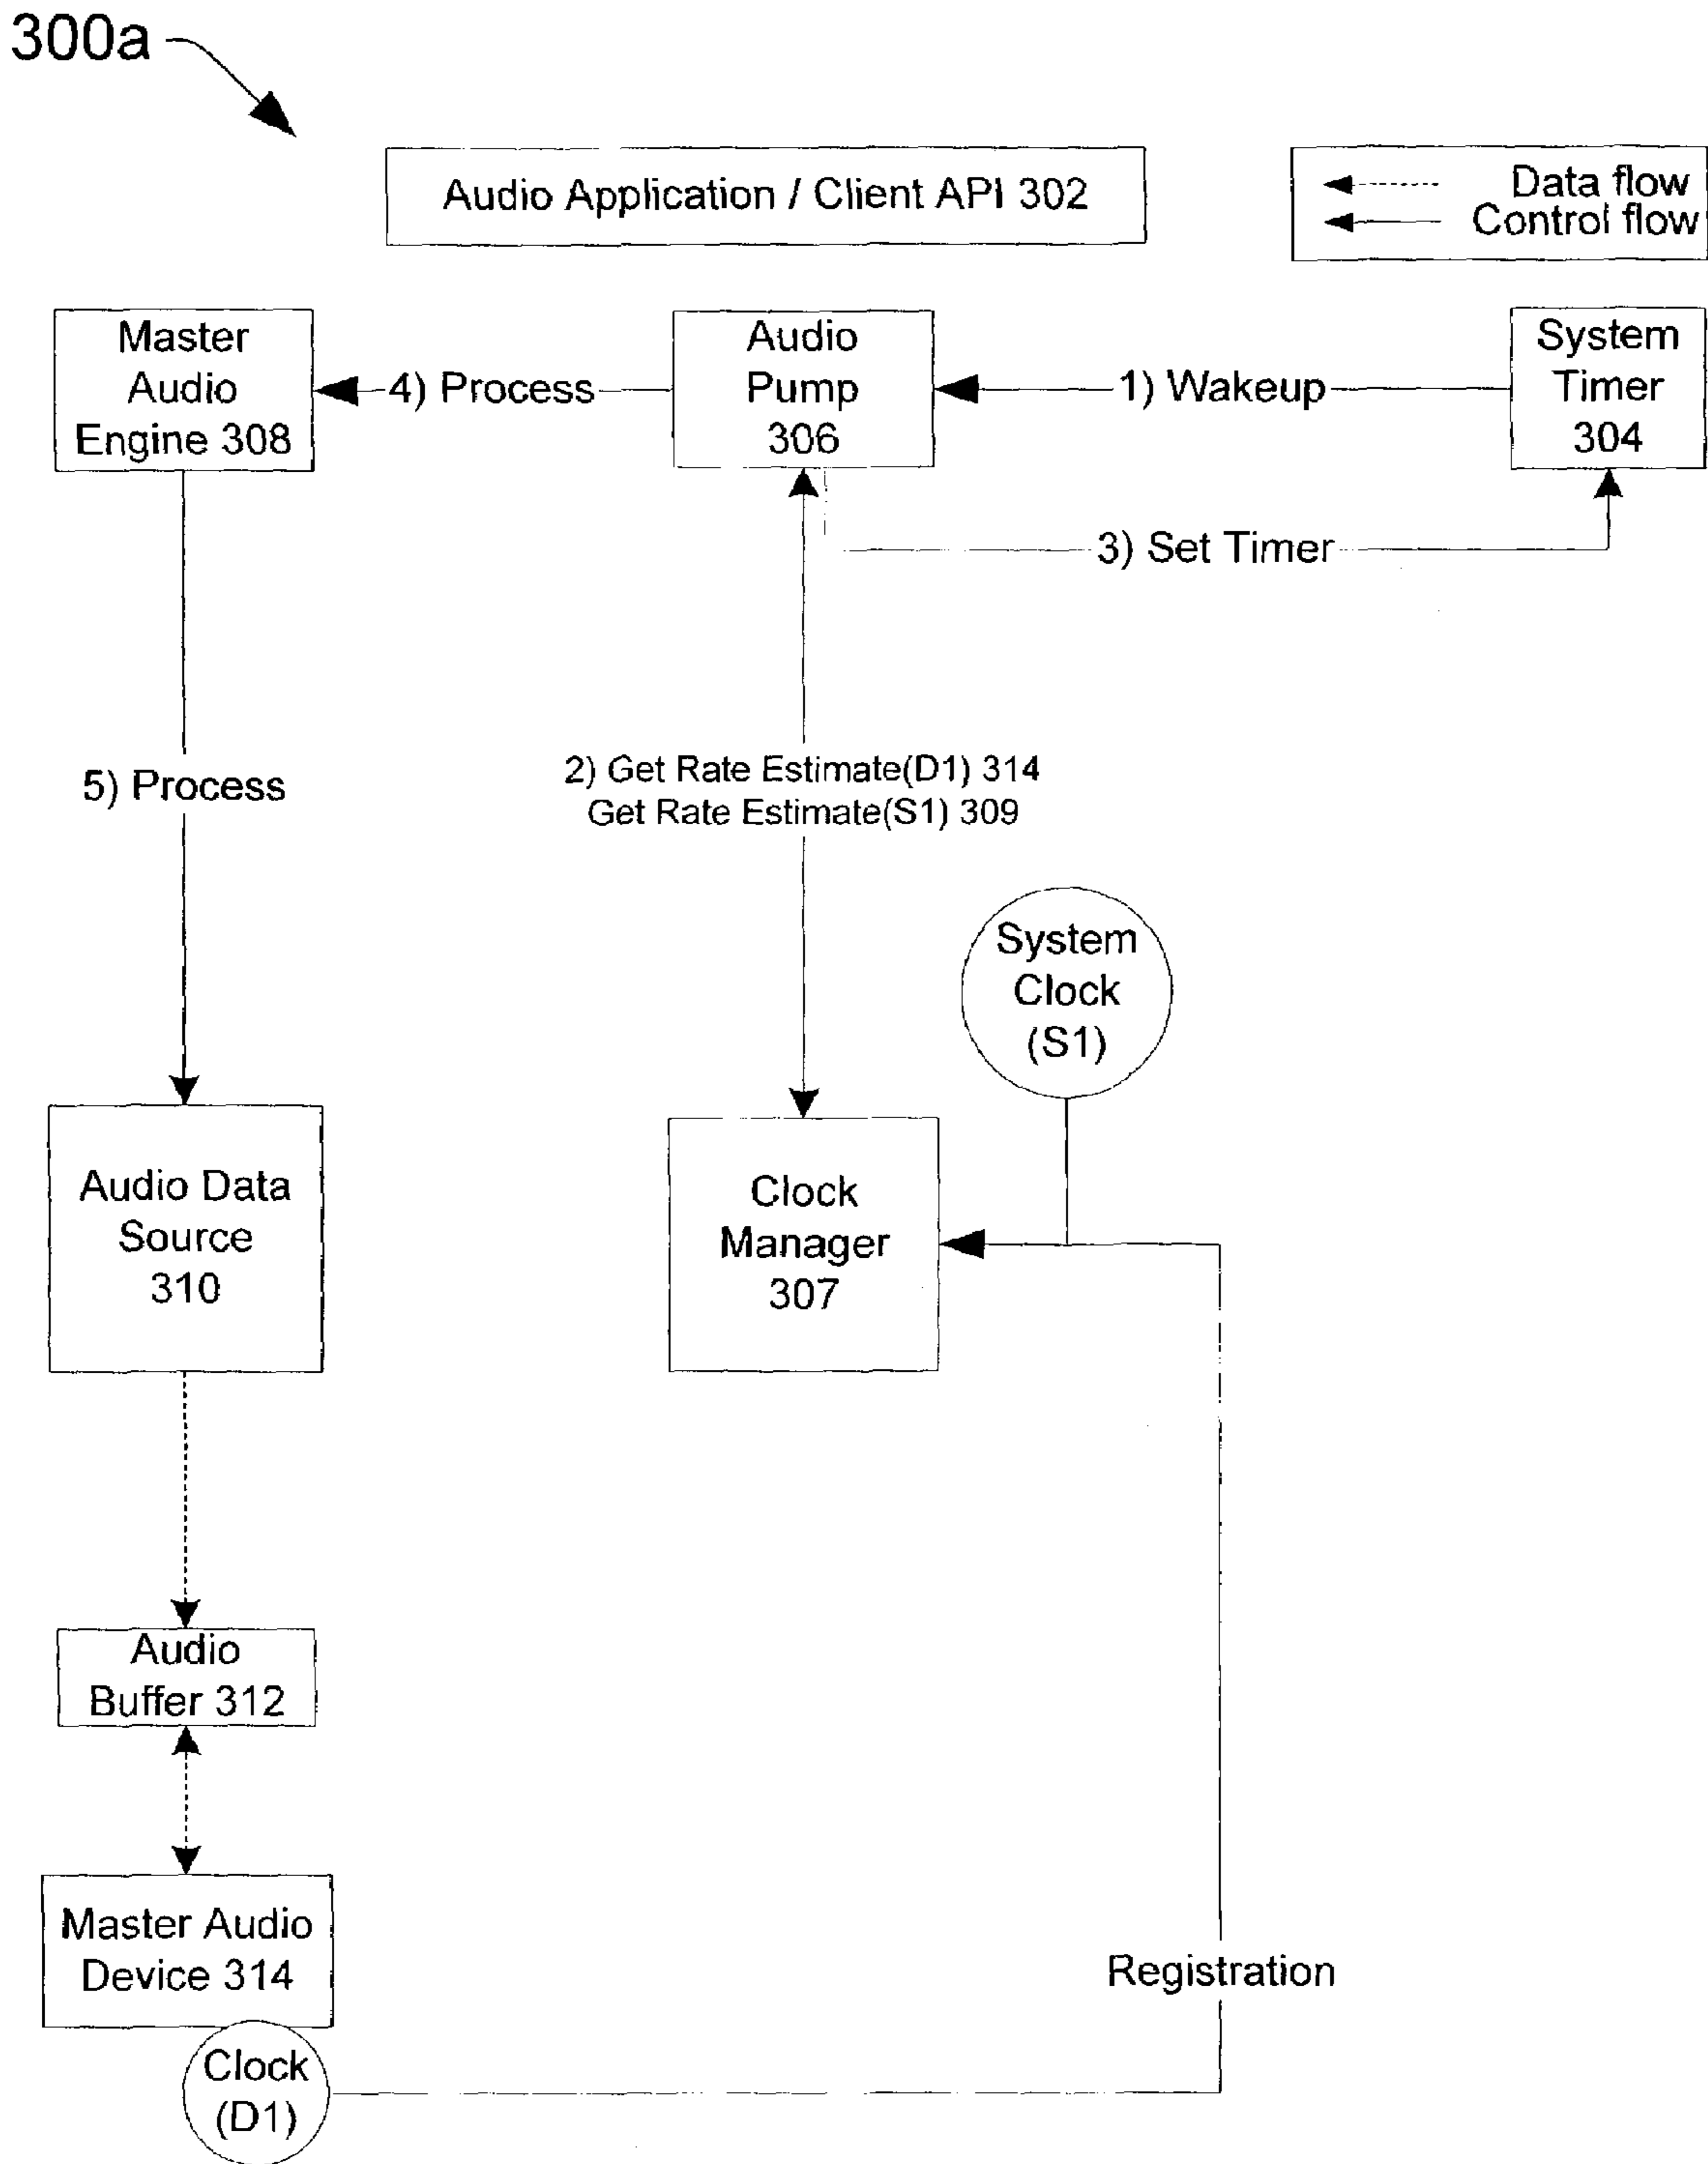 300a
Audio Application / Client API 302
Data flow
Control flow
Master
Audio
Engine 308
4) Process
Audio
Pump
306
1) Wakeup
System
Timer
304
3) Set Timer
5) Process
2) Get Rate Estimate(D1) 314
Get Rate Estimate(S1) 309
System
Clock
(S1)
Audio Data
Source
310
Clock
Manager
307
Audio
Buffer 312
Master Audio
Device 314
Registration
Clock
(D1)